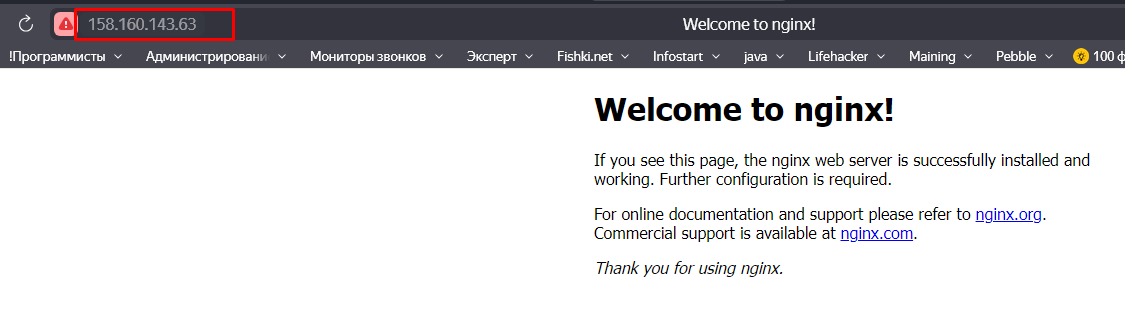 158.160.143.63
Welcome to nginx!
!Программисты Администрировани Мониторы звонков Эксперт Fishki.net Infostart java Lifehacker Maining Pebble 100 ф
Welcome to nginx!
If you see this page, the nginx web server is successfully installed and
working. Further configuration is required.
For online documentation and support please refer to nginx.org.
Commercial support is available at nginx.com.
Thank you for using nginx.